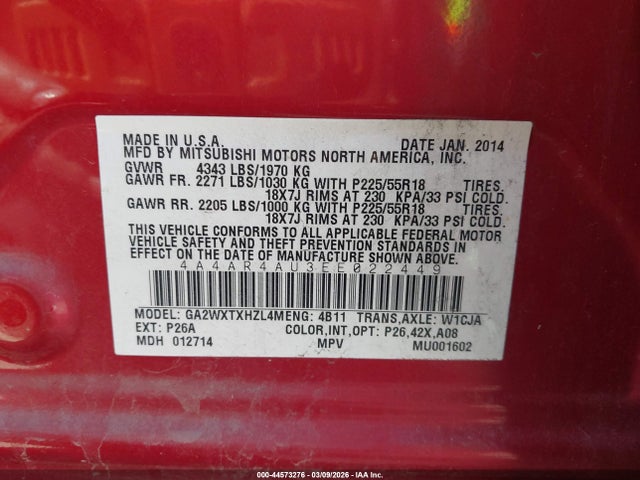 MADE IN U.S.A. DATE JAN. 2014
MFD BY MITSUBISHI MOTORS NORTH AMERICA, INC.
GVWR 4343 LBS/1970 KG
GAWR FR. 2271 LBS/1030 KG WITH P225/55R18 TIRES.
18X7J RIMS AT 230 KPA/33 PSI COLD.
GAWR RR. 2205 LBS/1000 KG WITH P225/55R18 TIRES.
18X7J RIMS AT 230 KPA/33 PSI COLD.
THIS VEHICLE CONFORMS TO ALL APPLICABLE FEDERAL MOTOR
VEHICLE SAFETY AND THEFT PREVENTION STANDARDS IN
EFFECT ON THE DATE OF MANUFACTURE SHOWN ABOVE.
4A4AR4AU3EE022449
MODEL: GA2WXTXHZL4MENG: 4B11 TRANS,AXLE: W1CJA
EXT: P26A COLOR,INT,OPT: P26,42X,A08
MDH 012714 MPV MU001602
000-44573276 - 03/09/2026 - IAA Inc.